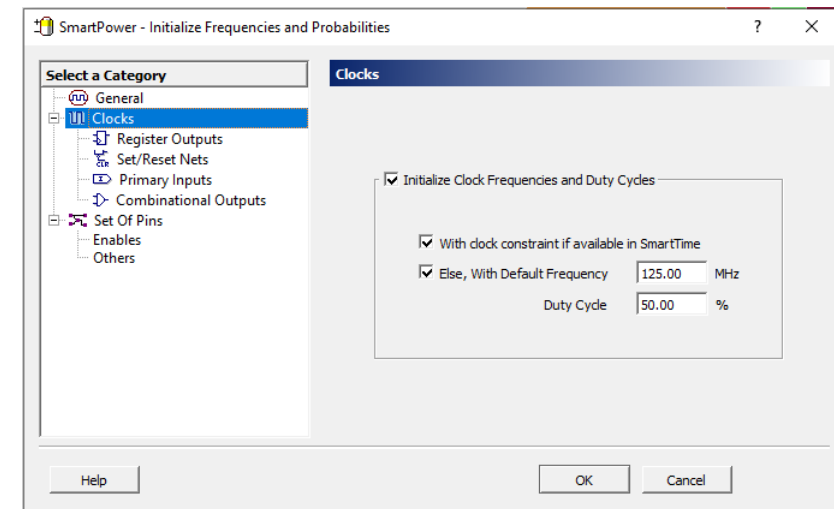 SmartPower - Initialize Frequencies and Probabilities
?
Select a Category
General
Clocks
Register Outputs
CLR
Set/Reset Nets
Primary Inputs
Combinational Outputs
Set Of Pins
Enables
Others
Clocks
Initialize Clock Frequencies and Duty Cycles
With clock constraint if available in SmartTime
Else, With Default Frequency 125.00 MHz
Duty Cycle 50.00 %
Help OK Cancel